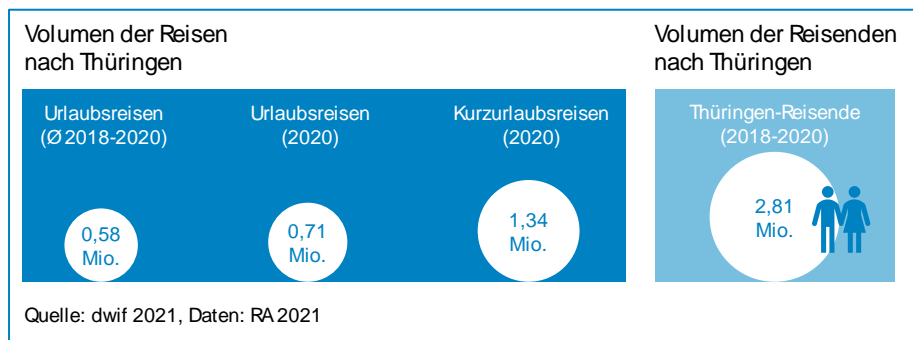 Volumen der Reisen
nach Thüringen
Urlaubsreisen
(Ø 2018-2020)
0,58
Mio.
Urlaubsreisen
(2020)
0,71
Mio.
Kurzurlaubsreisen
(2020)
1,34
Mio.
Volumen der Reisenden
nach Thüringen
Thüringen-Reisende
(2018-2020)
2,81
Mio.
Quelle: dwif 2021, Daten: RA 2021